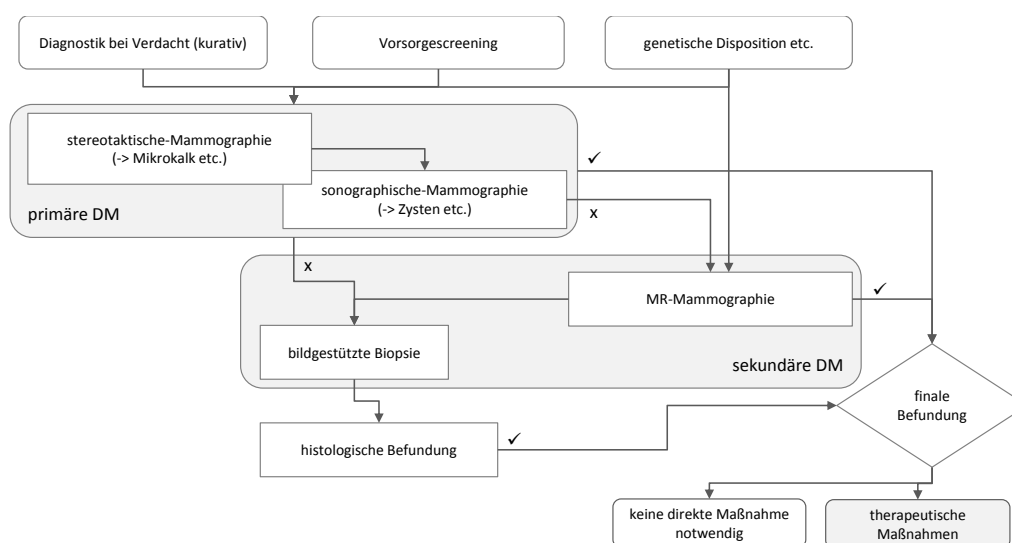 Diagnostik bei Verdacht (kurativ)
Vorsorgescreening
genetische Disposition etc.
stereotaktische-Mammographie
(-> Mikrokalk etc.)
✓
sonographische-Mammographie
(-> Zysten etc.)
x
primäre DM
x
MR-Mammographie
✓
bildgestützte Biopsie
sekundäre DM
finale
Befundung
histologische Befundung
✓
keine direkte Maßnahme
notwendig
therapeutische
Maßnahmen